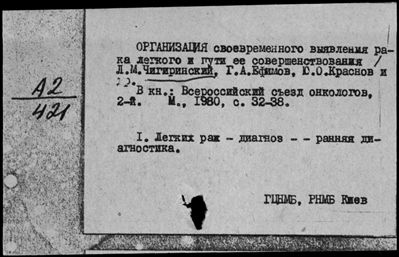 ОРГАНИЗАЦИЯ своевременного выявления ра-
ка легкого и пути ее совершенствования /
Л.М.Чигиринский, Г.А.Ефимов, Ю.О.Краснов и
др.
В кн.: Всероссийский съезд онкологов,
2-й. М., 1980, с. 32-38.
А2
421
I. Легких рак - диагноз - - ранняя ди-
агностика.
ГЦНМБ, РНМБ Киев